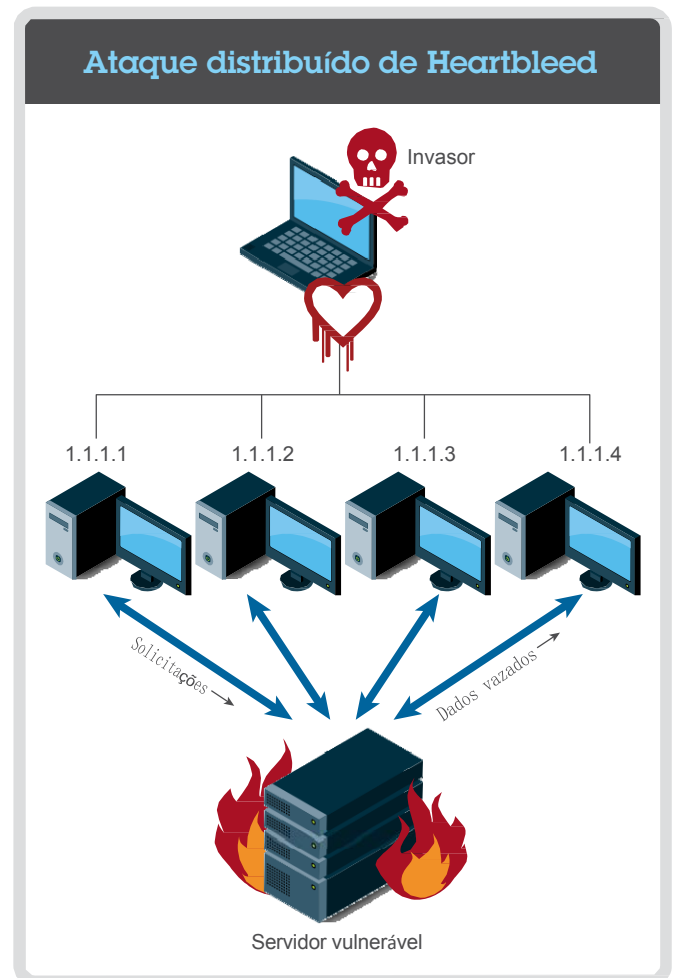 Ataque distribuído de Heartbleed
Invasor
1.1.1.1
1.1.1.2
1.1.1.3
1.1.1.4
Solicitações
Dados vazados
Servidor vulnerável